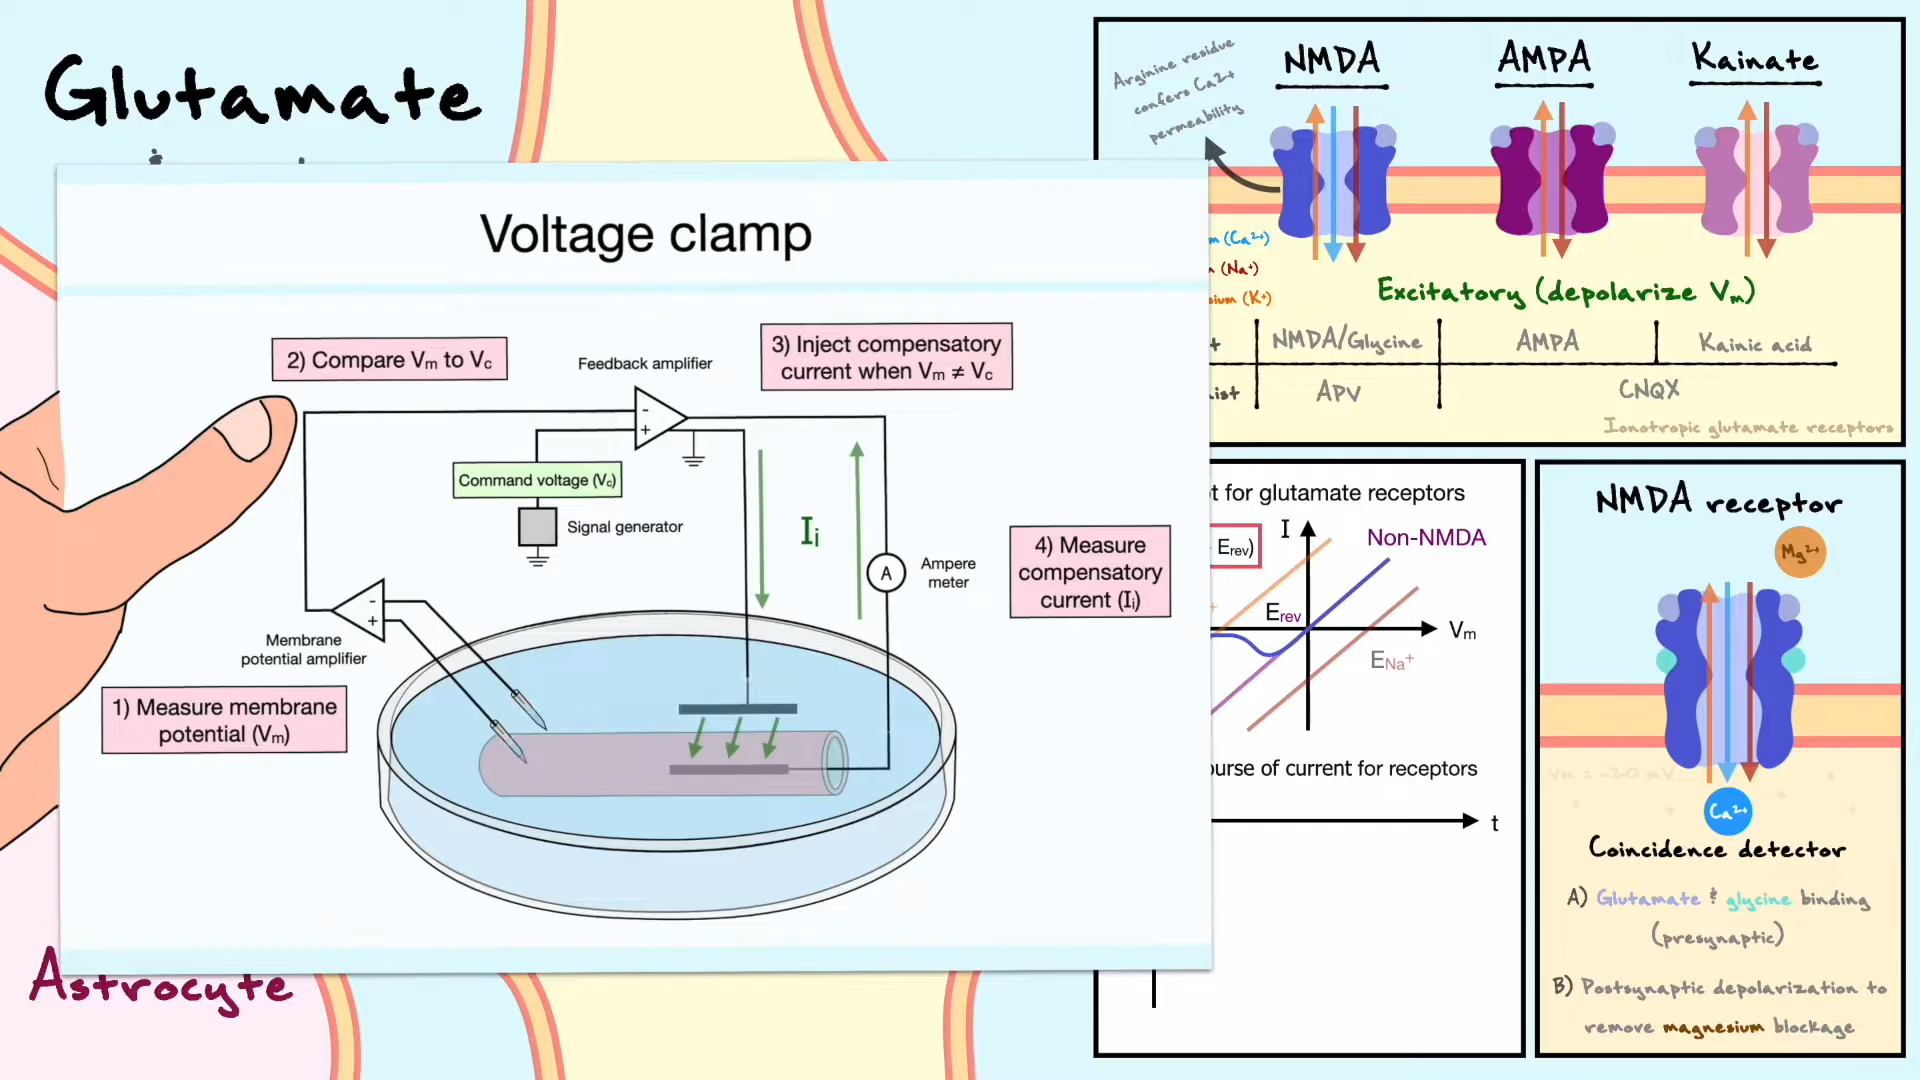 Glutamate
Voltage clamp
2) Compare Vm to Vc
Feedback amplifier
3) Inject compensatory
current when Vm ≠ Vc
-
+
Command voltage (Vc)
Signal generator
Ii
A
Ampere
meter
4) Measure
compensatory
current (Ii)
-
+
Membrane
potential amplifier
1) Measure membrane
potential (Vm)
Astrocyte
Arginine residue
confers Ca2+
permeability
NMDA
AMPA
Kainate
(Ca2+)
(Na+)
(K+)
Excitatory (depolarize Vm)
NMDA/Glycine
AMPA
Kainic acid
APV
CNQX
Ionotropic glutamate receptors
for glutamate receptors
Erev)
I
Non-NMDA
Erev
Vm
ENa+
of current for receptors
t
NMDA receptor
Mg2+
Ca2+
Coincidence detector
A) Glutamate & glycine binding
(presynaptic)
B) Postsynaptic depolarization to
remove magnesium blockage